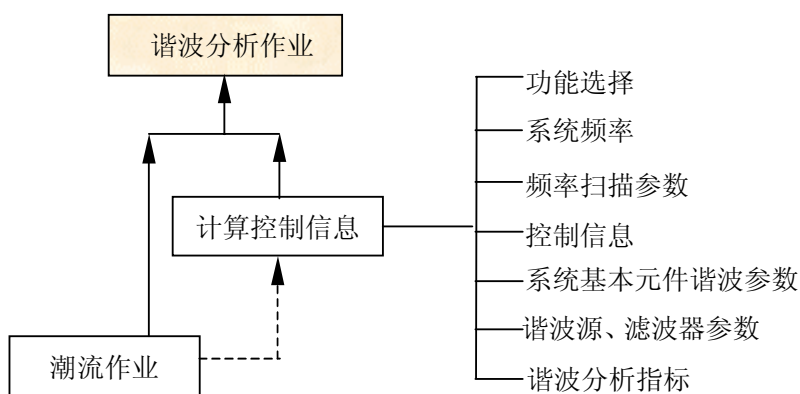 谐波分析作业
功能选择
系统频率
频率扫描参数
计算控制信息
控制信息
系统基本元件谐波参数
谐波源、滤波器参数
潮流作业
谐波分析指标